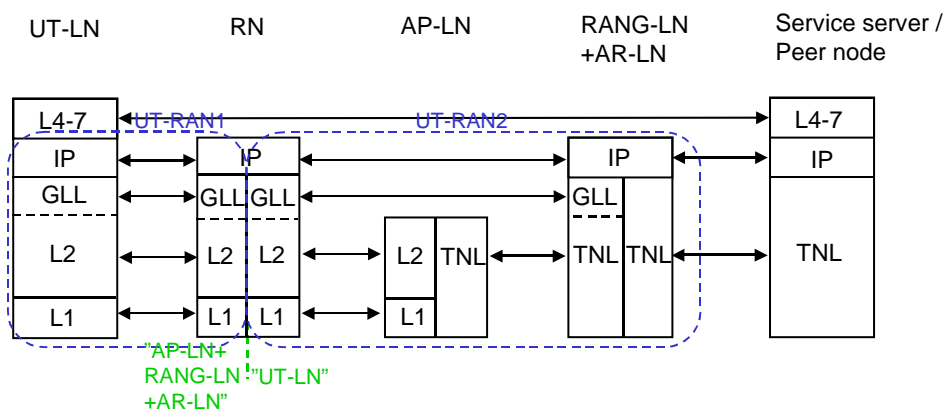 UT-LN RN AP-LN RANG-LN Service server /
+AR-LN Peer node
L4-7 UT-RAN1 UT-RAN2 L4-7
IP IP IP IP
GLL GLL GLL GLL
L2 L2 L2 L2 TNL TNL TNL TNL
L1 L1 L1 L1
"AP-LN+
RANG-LN "UT-LN"
+AR-LN"